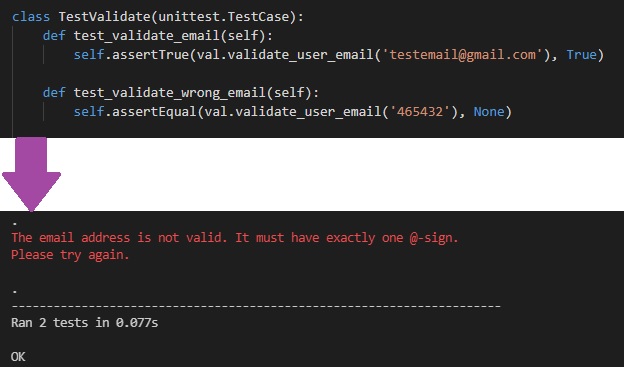 class TestValidate(unittest.TestCase):
    def test_validate_email(self):
        self.assertTrue(val.validate_user_email('testemail@gmail.com'), True)
    def test_validate_wrong_email(self):
        self.assertEqual(val.validate_user_email('465432'), None)
.
The email address is not valid. It must have exactly one @-sign.
Please try again.
.
----------------------------------------------------------------------
Ran 2 tests in 0.077s
OK